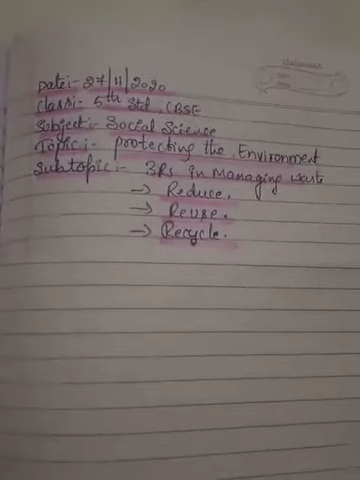 Date:- 27/11/2020
Class:- 5th Std, CBSE
Subject:- Social Science
Topic:- protecting the Environment
Subtopic:- 3Rs in Managing waste
→ Reduce.
→ Reuse.
→ Recycle.